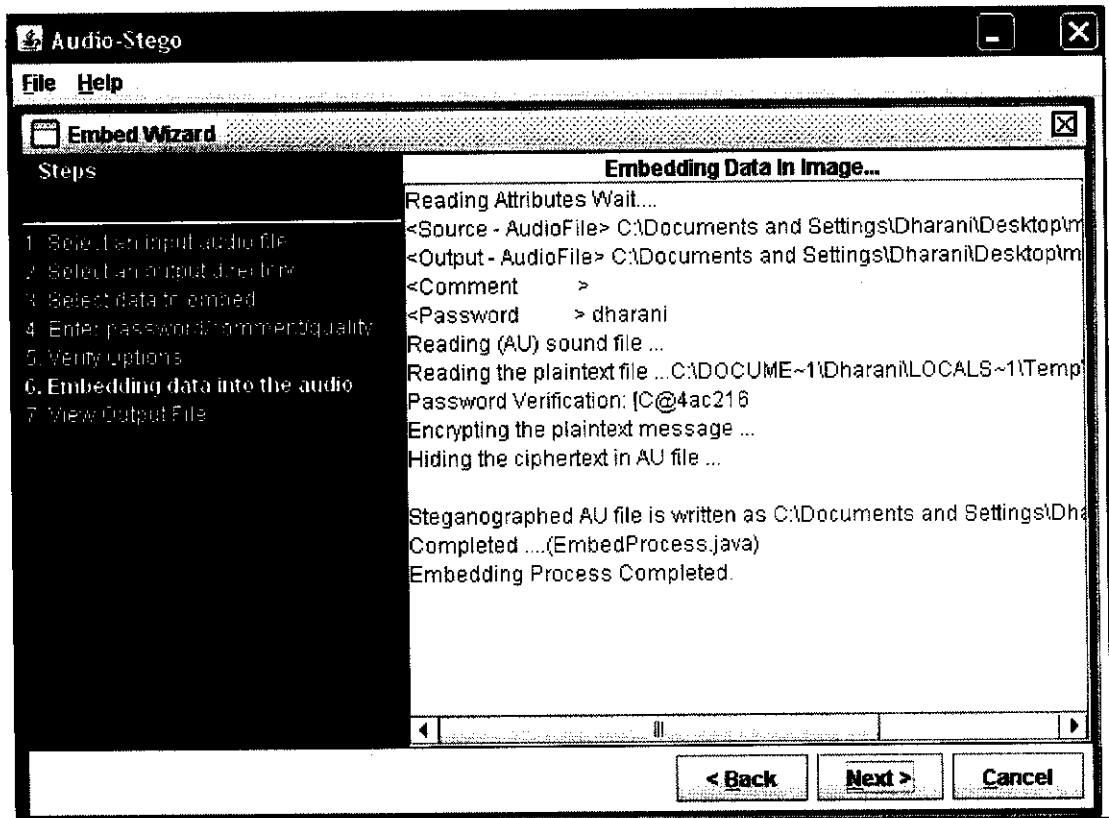 Audio-Stego
File Help
Embed Wizard
Steps
1. Select an input audio file
2. Select an output directory
3. Select data to embed
4. Enter password/comment/quality
5. Verify Options
6. Embedding data into the audio
7. View Output File
Embedding Data In Image...
Reading Attributes Wait....
<Source - AudioFile> C:\Documents and Settings\Dharani\Desktop\m
<Output - AudioFile> C:\Documents and Settings\Dharani\Desktop\m
<Comment >
<Password > dharani
Reading (AU) sound file ...
Reading the plaintext file ...C:\DOCUME~1\Dharani\LOCALS~1\Temp\
Password Verification: [C@4ac216
Encrypting the plaintext message ...
Hiding the ciphertext in AU file ...
Steganographed AU file is written as C:\Documents and Settings\Dha
Completed ....(EmbedProcess.java)
Embedding Process Completed.
< Back Next > Cancel